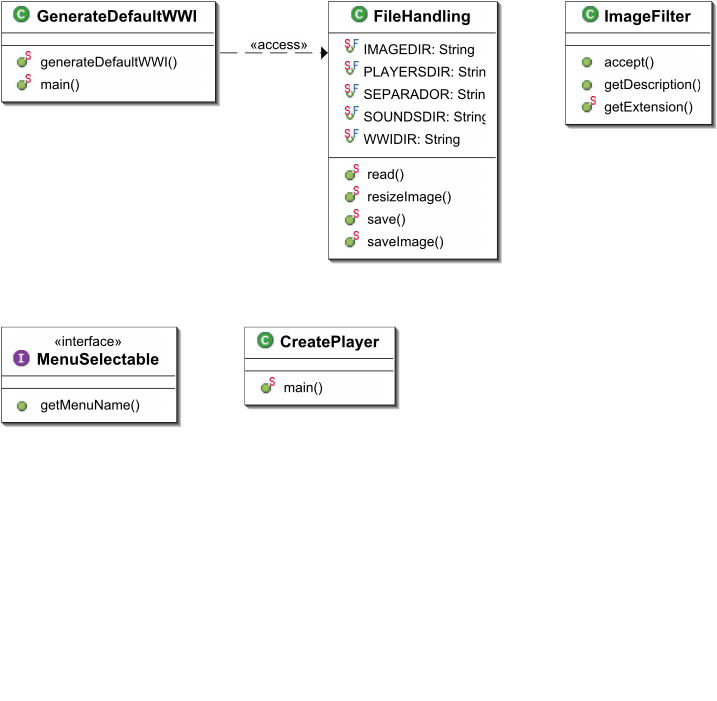 C GenerateDefaultWWI
S generateDefaultWWI()
S main()
«access»
C FileHandling
S F IMAGEDIR: String
S F PLAYERSDIR: Strin
S F SEPARADOR: Strin
S F SOUNDSDIR: String
S F WWIDIR: String
S read()
S resizeImage()
S save()
S saveImage()
C ImageFilter
accept()
getDescription()
S getExtension()
«interface»
I MenuSelectable
getMenuName()
C CreatePlayer
S main()